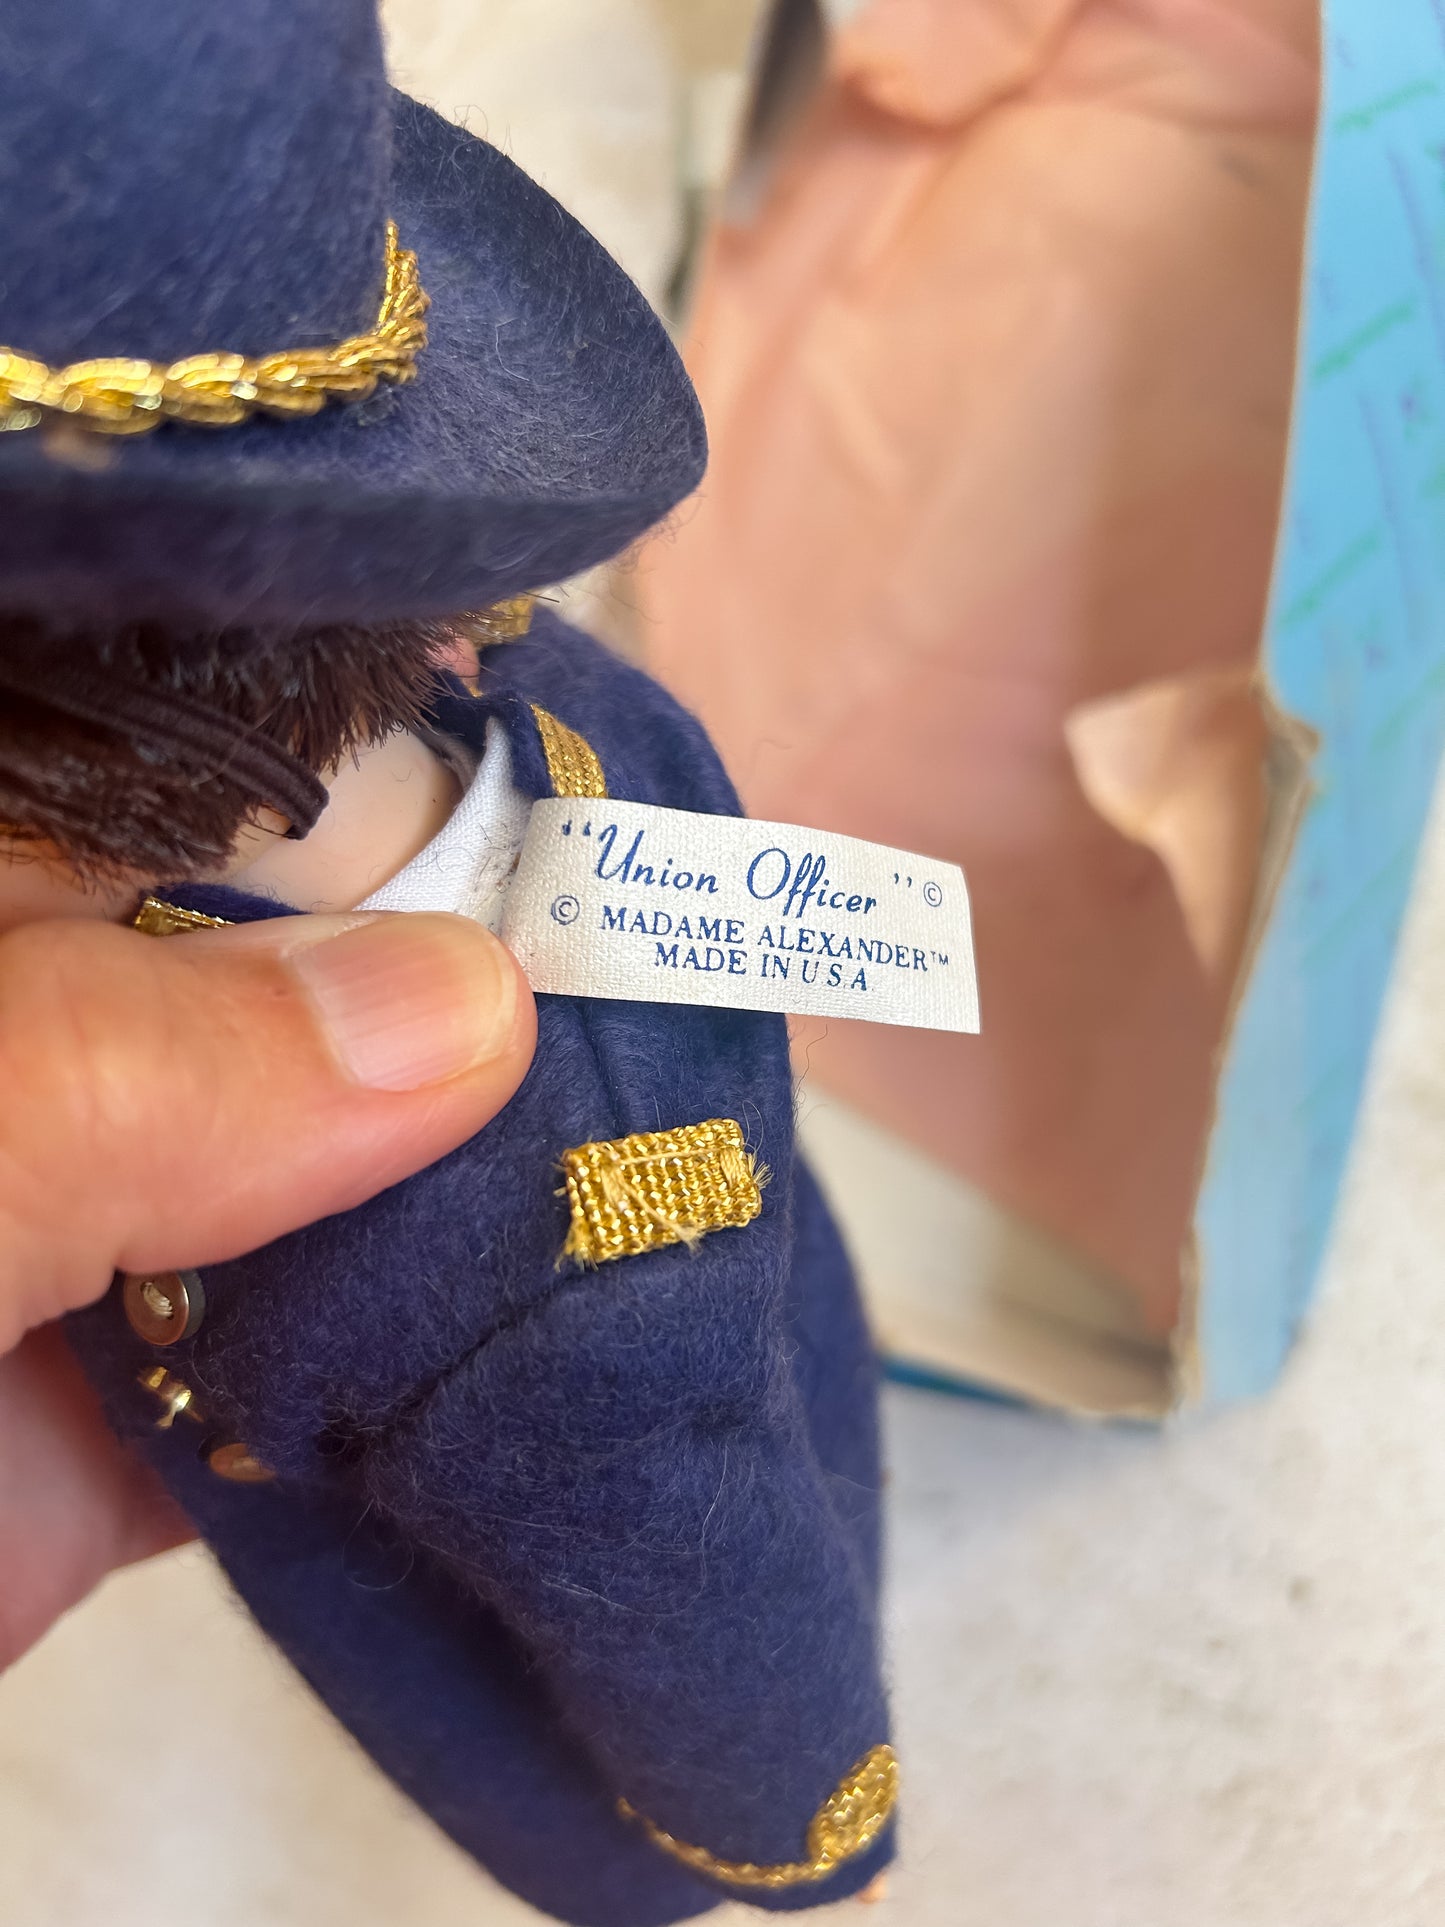 "Union Officer" ©
© MADAME ALEXANDER™
MADE IN U S A